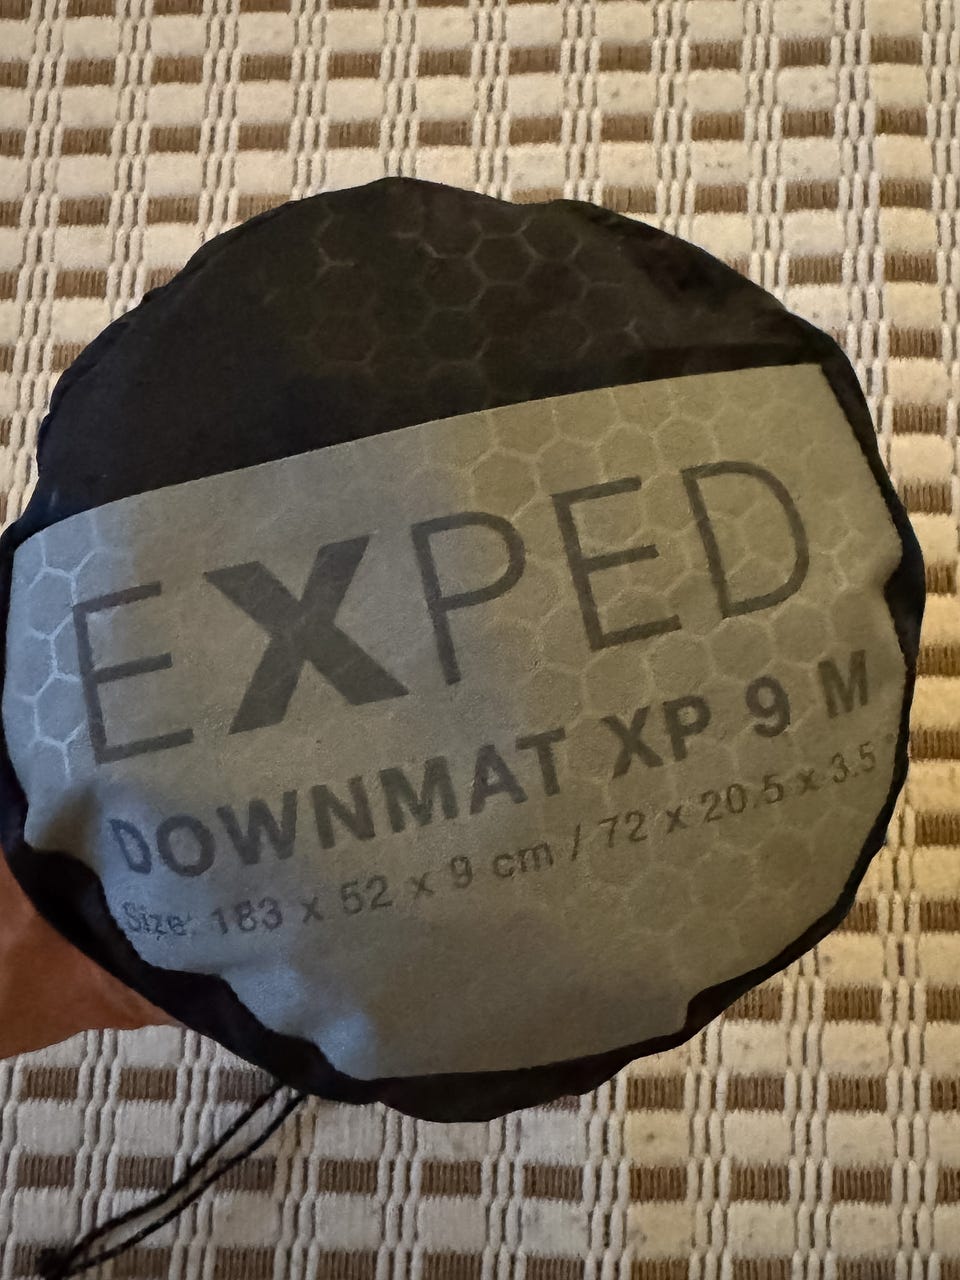 EXPED
DOWNMAT XP 9 M
Size: 183 x 52 x 9 cm / 72 x 20.5 x 3.5"